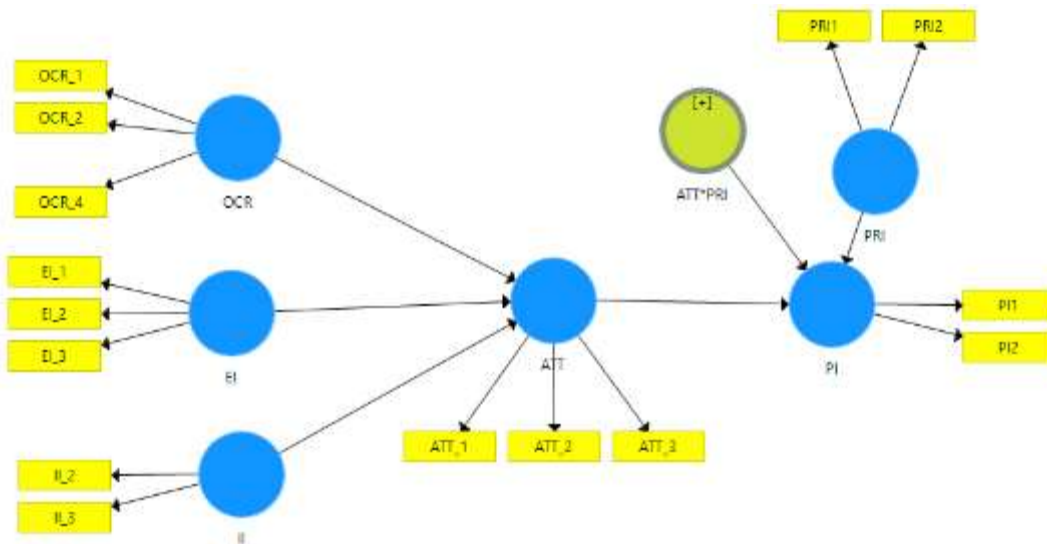 PRI1
PRI2
OCR_1
OCR_2
OCR_4
OCR
[+]
ATT*PRI
PRI
EI_1
EI_2
EI_3
EI
ATT
PI
PI1
PI2
ATT_1
ATT_2
ATT_3
II_2
II_3
II